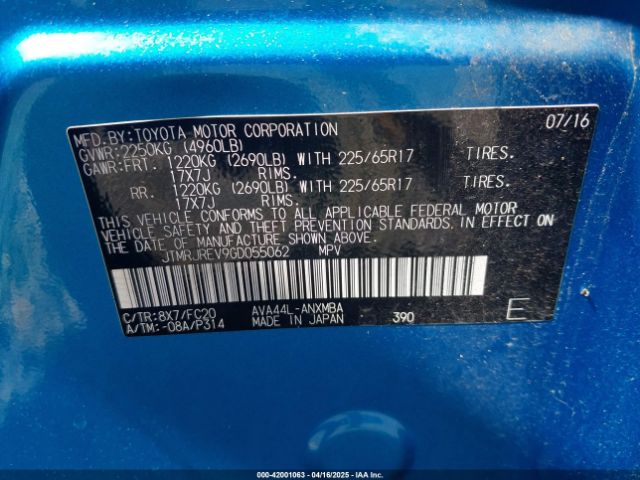 MFD. BY: TOYOTA MOTOR CORPORATION 07/16
GVWR: 2250KG (4960LB)
GAWR: FRT. 1220KG (2690LB) WITH 225/65R17 TIRES.
17X7J RIMS.
RR. 1220KG (2690LB) WITH 225/65R17 TIRES.
17X7J RIMS.
THIS VEHICLE CONFORMS TO ALL APPLICABLE FEDERAL MOTOR
VEHICLE SAFETY AND THEFT PREVENTION STANDARDS. IN EFFECT ON
THE DATE OF MANUFACTURE SHOWN ABOVE.
JTMRJREV9GD055062 MPV
C/TR: 8X7/FC20 AVA44L-ANXMBA
A/TM: -08A/P314 MADE IN JAPAN 390 E
000-42001063 - 04/16/2025 - IAAI.COM